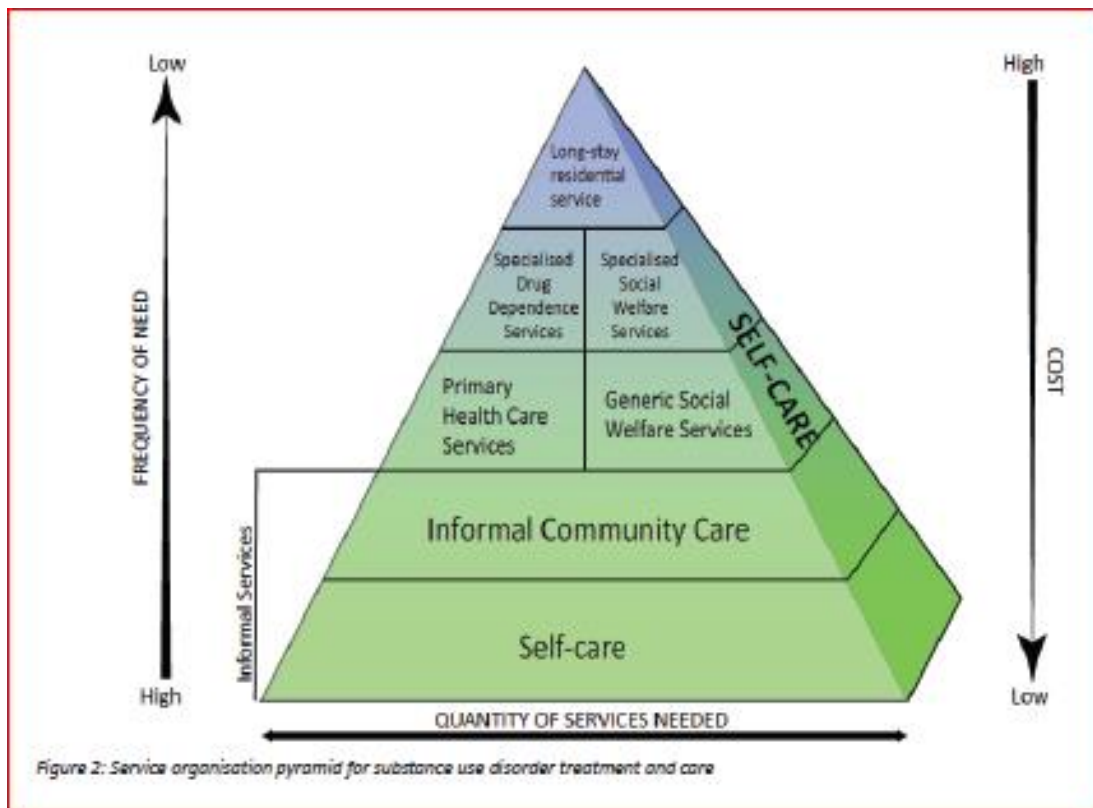 Low
High
Long-stay
residential
service
Specialised
Drug
Dependence
Services
Specialised
Social
Welfare
Services
SELF-CARE
FREQUENCY OF NEED
COST
Primary
Health Care
Services
Generic Social
Welfare Services
Informal Community Care
Informal Services
Self-care
High
Low
QUANTITY OF SERVICES NEEDED
Figure 2: Service organisation pyramid for substance use disorder treatment and care